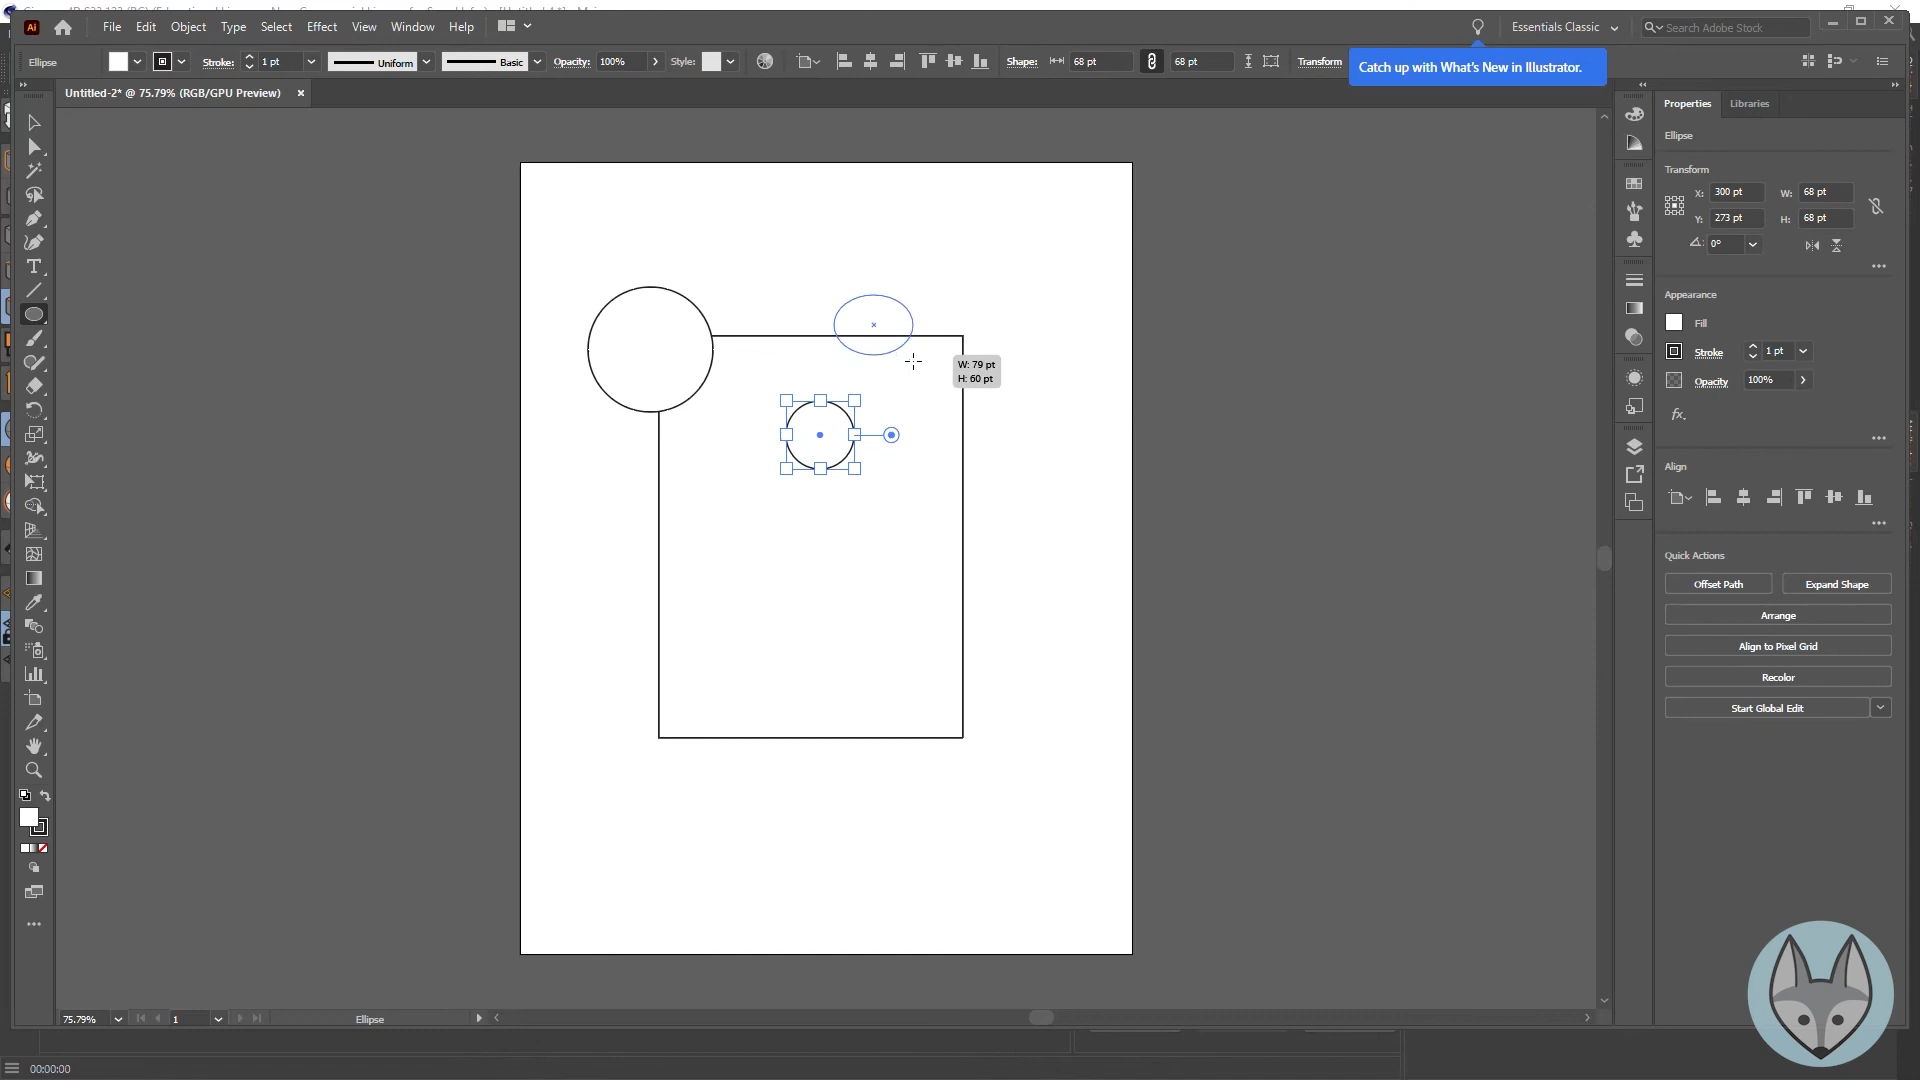 Ai File Edit Object Type Select Effect View Window Help Essentials Classic Search Adobe Stock
Ellipse Stroke: 1 pt Uniform Basic Opacity: 100% Style: Shape: 68 pt 68 pt Transform
Catch up with What's New in Illustrator.
Untitled-2* @ 75.79% (RGB/GPU Preview)
Properties Libraries
Ellipse
Transform
X: 300 pt W: 68 pt
Y: 273 pt H: 68 pt
0°
Appearance
Fill
Stroke 1 pt
Opacity 100%
fx.
Align
Quick Actions
Offset Path Expand Shape
Arrange
Align to Pixel Grid
Recolor
Start Global Edit
W: 79 pt
H: 60 pt
75.79% 1 Ellipse
00:00:00